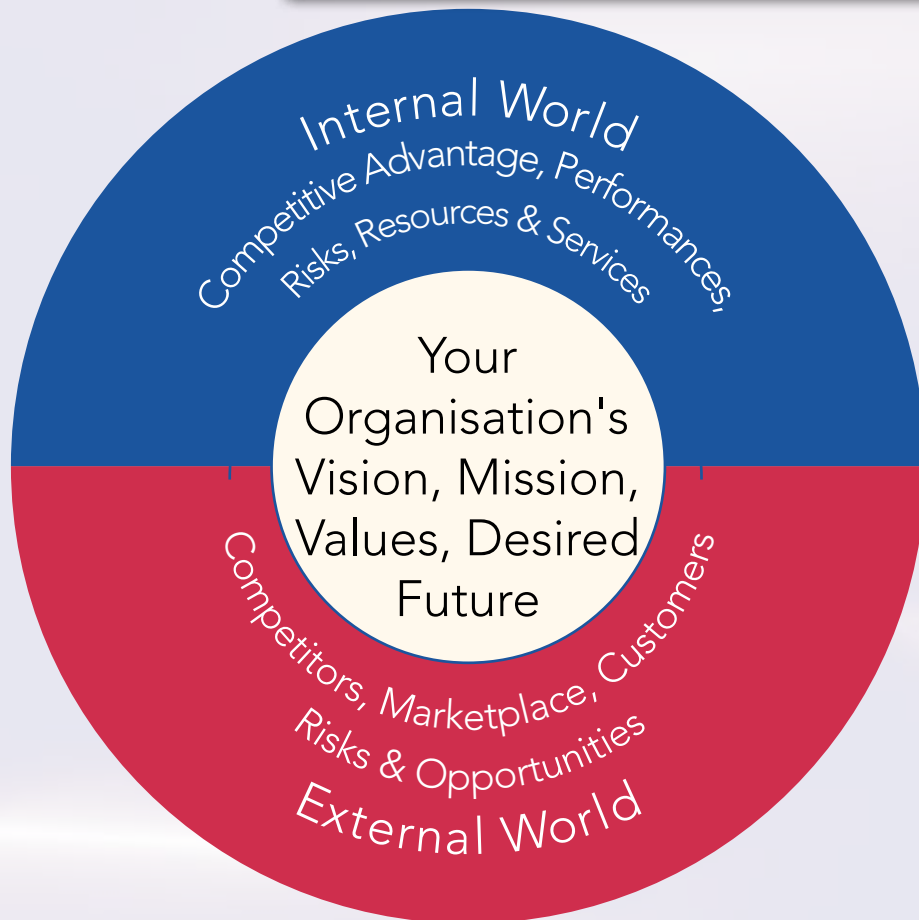 Internal World
Competitive Advantage, Performances,
Risks, Resources & Services
Your
Organisation's
Vision, Mission,
Values, Desired
Future
Competitors, Marketplace, Customers
Risks & Opportunities
External World